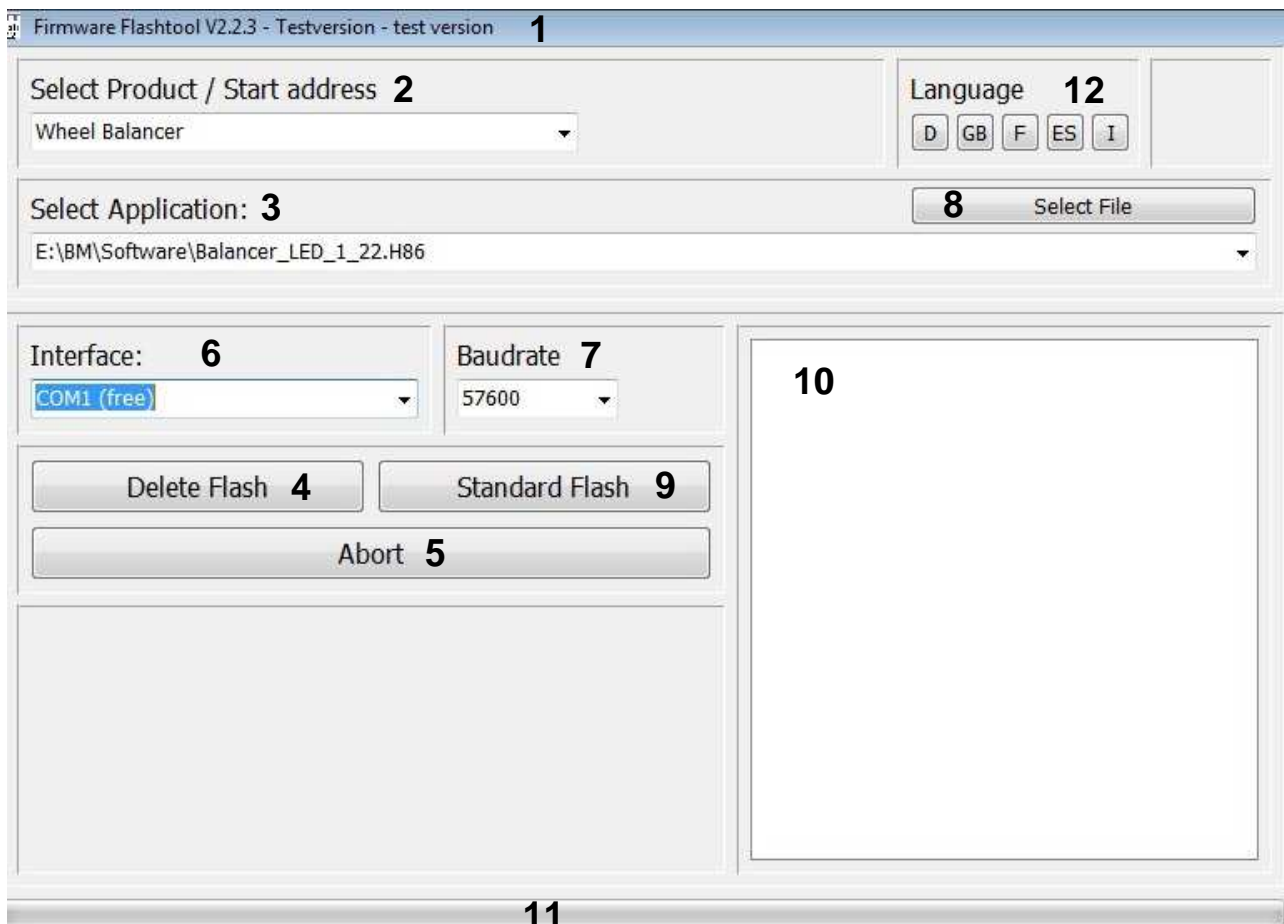 Firmware Flashtool V2.2.3 - Testversion - test version 1
Select Product / Start address 2
Wheel Balancer
Language 12
D GB F ES I
Select Application: 3
8 Select File
E:\BM\Software\Balancer_LED_1_22.H86
Interface: 6
COM1 (free)
Baudrate 7
57600
10
Delete Flash 4
Standard Flash 9
Abort 5
11